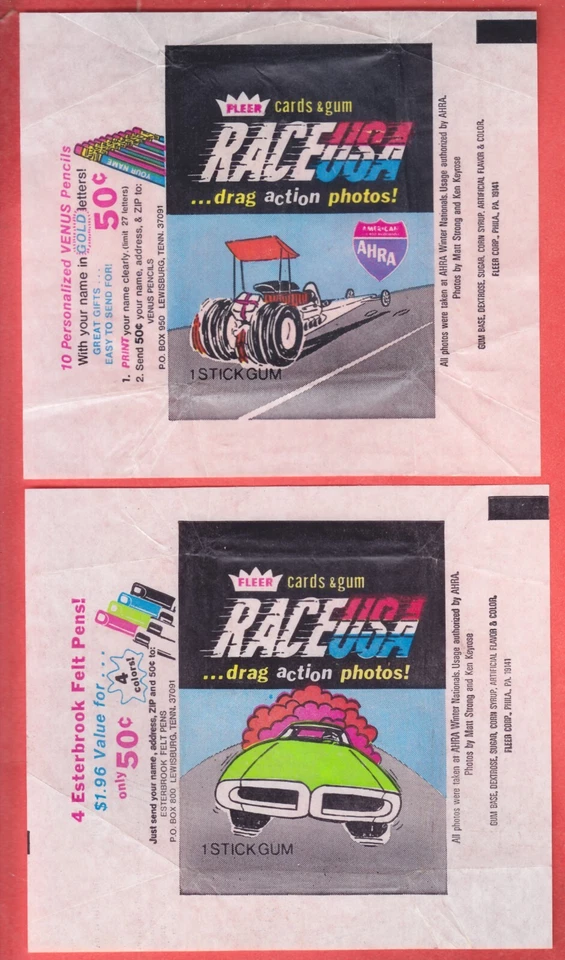 10 Personalized VENUS Pencils
With your name in GOLD letters!
GREAT GIFTS ...
EASY TO SEND FOR!
50¢
1. PRINT your name clearly. (limit 27 letters)
2. Send 50¢ your name, address, & ZIP to:
VENUS PENCILS
P.O. BOX 950 LEWISBURG, TENN. 37091
YOUR NAME
FLEER cards & gum
RACE USA
...drag action photos!
AMERICAN
AHRA
1 STICK GUM
All photos were taken at AHRA Winter Nationals. Usage authorized by AHRA.
Photos by Matt Strong and Ken Keyrose
GUM BASE, DEXTROSE, SUGAR, CORN SYRUP, ARTIFICIAL FLAVOR & COLOR.
FLEER CORP. PHILA., PA. 19141
4 Esterbrook Felt Pens!
$1.96 Value for ...
only 50¢
4 colors!
Just send your name, address, ZIP and 50¢ to:
ESTERBROOK FELT PENS
P.O. BOX 800 LEWISBURG, TENN. 37091
FLEER cards & gum
RACE USA
...drag action photos!
1 STICK GUM
All photos were taken at AHRA Winter Nationals. Usage authorized by AHRA.
Photos by Matt Strong and Ken Keyrose
GUM BASE, DEXTROSE, SUGAR, CORN SYRUP, ARTIFICIAL FLAVOR & COLOR.
FLEER CORP. PHILA., PA. 19141